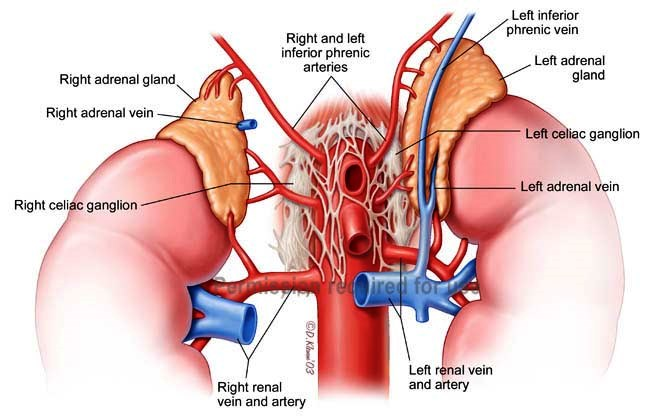 Left inferior
phrenic vein
Right and left
inferior phrenic
arteries
Left adrenal
gland
Right adrenal gland
Right adrenal vein
Left celiac ganglion
Left adrenal vein
Right celiac ganglion
Permission required for use
Left renal vein
and artery
Right renal
vein and artery